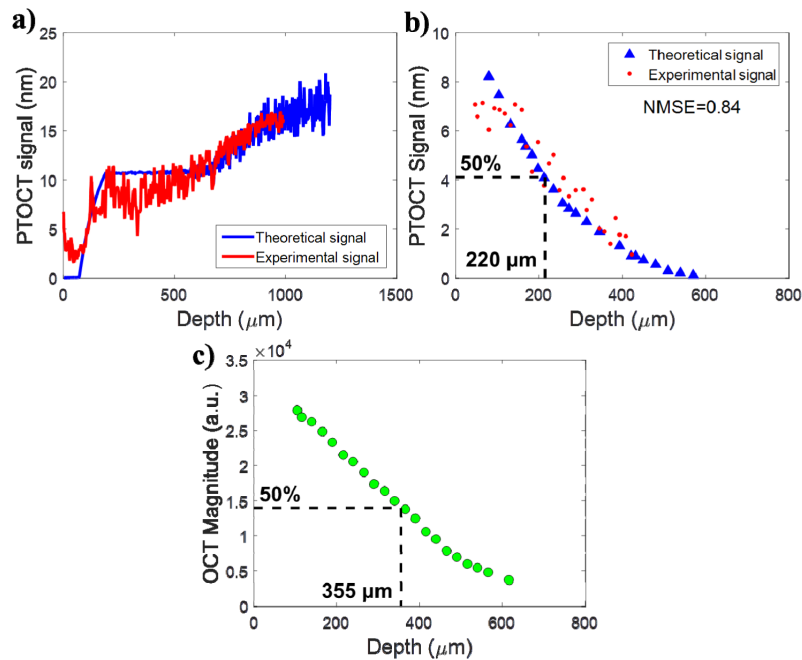 a)
25
20
15
10
5
0
PTOCT signal (nm)
Theoretical signal
Experimental signal
0
500
1000
1500
Depth (μm)
b)
10
8
6
4
2
0
PTOCT Signal (nm)
Theoretical signal
Experimental signal
NMSE=0.84
50%
220 μm
0
200
400
600
800
Depth (μm)
c)
×10⁴
3.5
3
2.5
2
1.5
1
0.5
0
OCT Magnitude (a.u.)
50%
355 μm
0
200
400
600
800
Depth (μm)